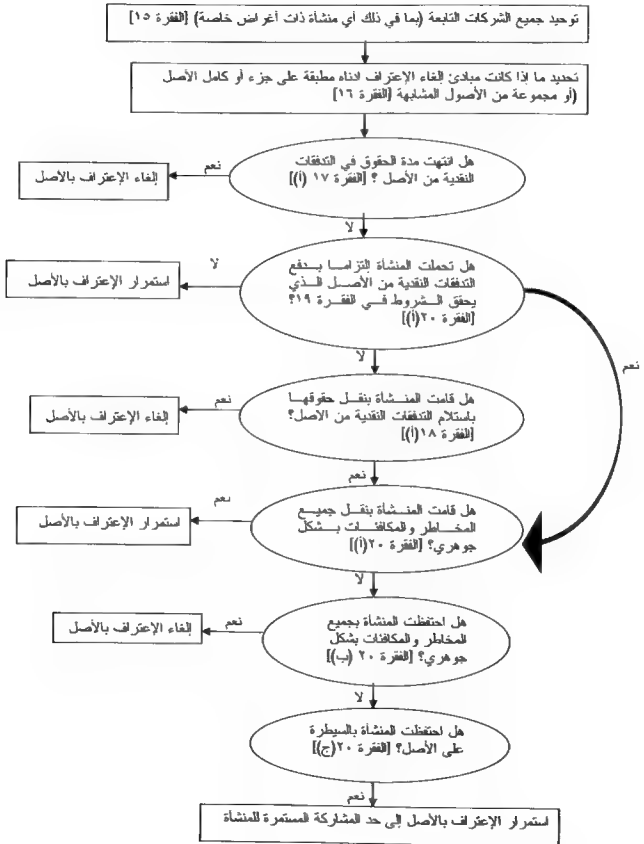 توحيد جميع الشركات التابعة (بما في ذلك أي منشأة ذات أغراض خاصة) [الفقرة ١٥]
تحديد ما إذا كانت مبادئ إلغاء الإعتراف ادناه مطبقة على جزء أو كامل الأصل
(أو مجموعة من الأصول المشابهة [الفقرة ١٦]
هل انتهت مدة الحقوق في التدفقات
النقدية من الأصل ؟ [الفقرة ١٧ (أ)]
نعم
إلغاء الإعتراف بالأصل
لا
هل تحملت المنشأة إلتزاما بدفع
التدفقات النقدية من الأصل الذي
يحقق الشروط في الفقرة ١٩؟
[الفقرة ٢٠(أ)]
لا
استمرار الإعتراف بالأصل
نعم
لا
هل قامت المنشأة بنقل حقوقها
باستلام التدفقات النقدية من الاصل؟
[الفقرة ١٨(أ)]
نعم
إلغاء الإعتراف بالأصل
نعم
هل قامت المنشأة بنقل جميع
المخاطر والمكافئات بشكل
جوهري؟ [الفقرة ٢٠(أ)]
نعم
استمرار الإعتراف بالأصل
لا
هل احتفظت المنشأة بجميع
المخاطر والمكافئات بشكل
جوهري؟ [الفقرة ٢٠ (ب)]
نعم
إلغاء الإعتراف بالأصل
لا
هل احتفظت المنشأة بالسيطرة
على الأصل؟ [الفقرة ٢٠(ج)]
نعم
استمرار الإعتراف بالأصل إلى حد المشاركة المستمرة للمنشأة